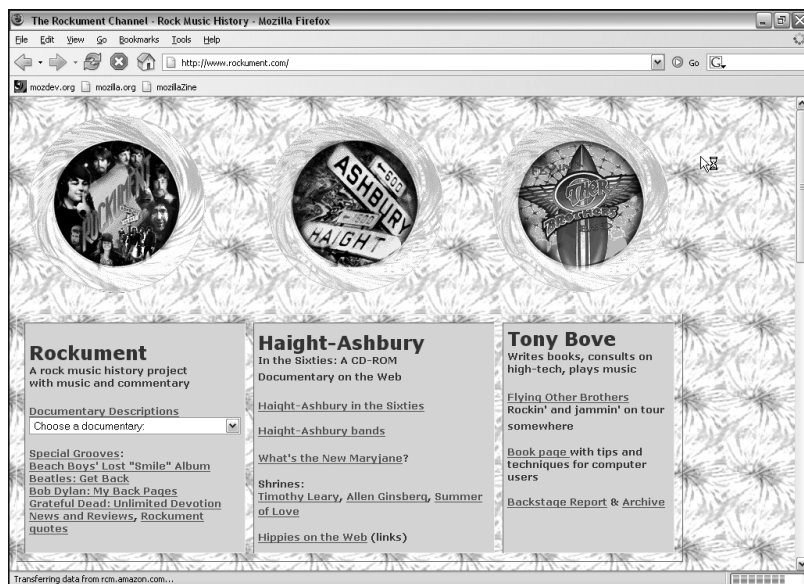 The Rockument Channel - Rock Music History - Mozilla Firefox
File Edit View Go Bookmarks Tools Help
http://www.rockument.com/ Go G
mozdev.org mozilla.org mozillaZine
ROCKUMENT
ASHBURY
600
600
HAIGHT
OTHER
BROTHERS
Rockument
A rock music history project
with music and commentary
Documentary Descriptions
Choose a documentary:
Special Grooves:
Beach Boys' Lost "Smile" Album
Beatles: Get Back
Bob Dylan: My Back Pages
Grateful Dead: Unlimited Devotion
News and Reviews, Rockument
quotes
Haight-Ashbury
In the Sixties: A CD-ROM
Documentary on the Web
Haight-Ashbury in the Sixties
Haight-Ashbury bands
What's the New Maryjane?
Shrines:
Timothy Leary, Allen Ginsberg, Summer
of Love
Hippies on the Web (links)
Tony Bove
Writes books, consults on
high-tech, plays music
Flying Other Brothers
Rockin' and jammin' on tour
somewhere
Book page with tips and
techniques for computer
users
Backstage Report & Archive
Transferring data from rcm.amazon.com...